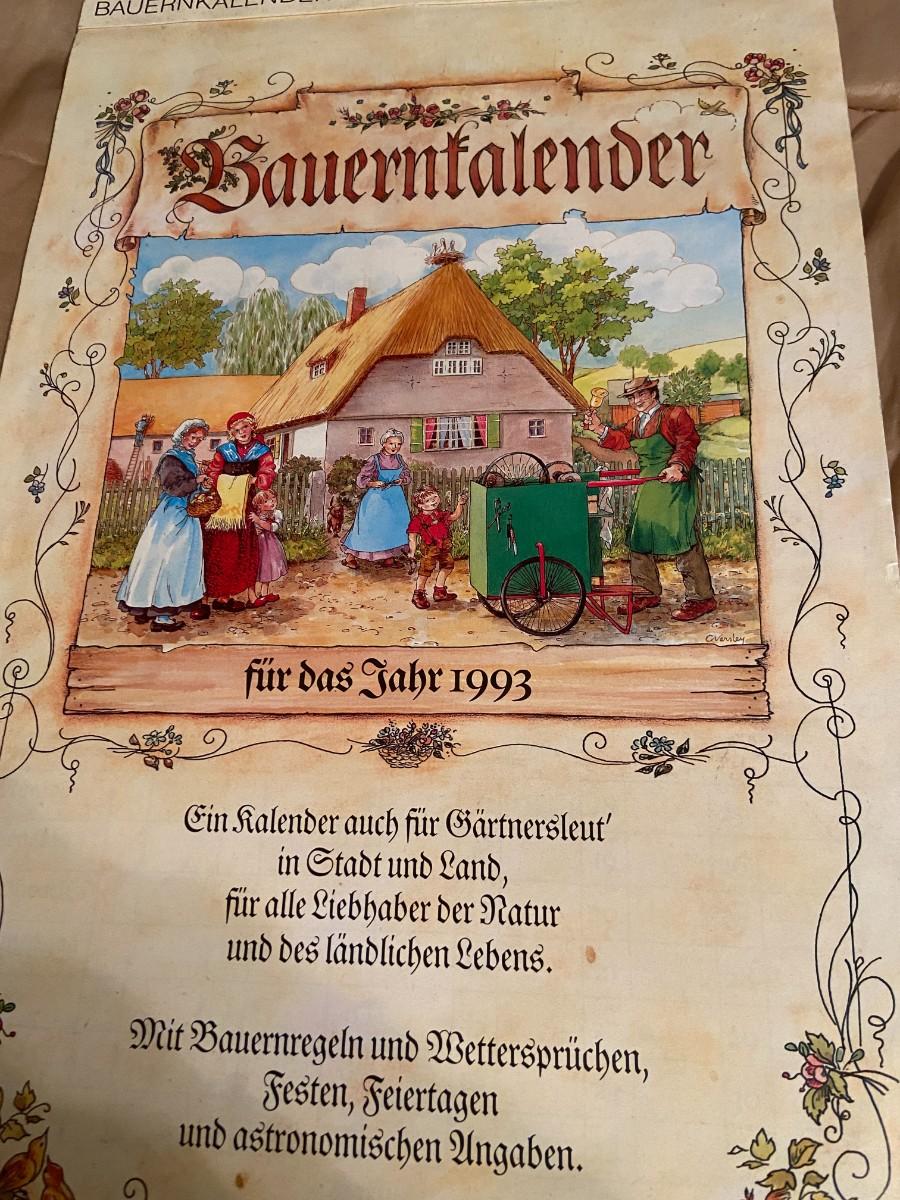 BAUERNKALENDER
Bauernkalender
für das Jahr 1993
Ein Kalender auch für Gärtnersleut'
in Stadt und Land,
für alle Liebhaber der Natur
und des ländlichen Lebens.
Mit Bauernregeln und Wettersprüchen,
Festen, Feiertagen
und astronomischen Angaben.